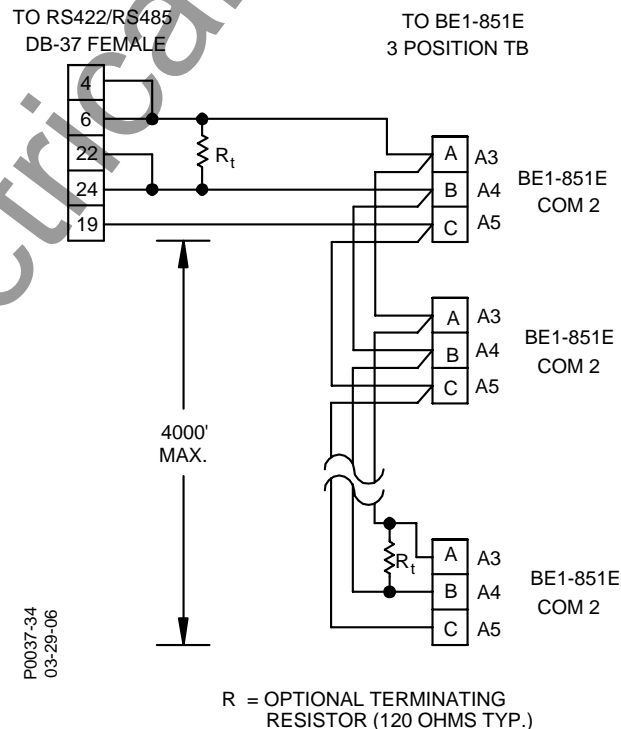 TO RS422/RS485
DB-37 FEMALE
TO BE1-851E
3 POSITION TB
4
6
22
24
19
Rt
A A3
B A4
C A5
BE1-851E
COM 2
A A3
B A4
C A5
BE1-851E
COM 2
4000'
MAX.
Rt
A A3
B A4
C A5
BE1-851E
COM 2
P0037-34
03-29-06
R = OPTIONAL TERMINATING
RESISTOR (120 OHMS TYP.)